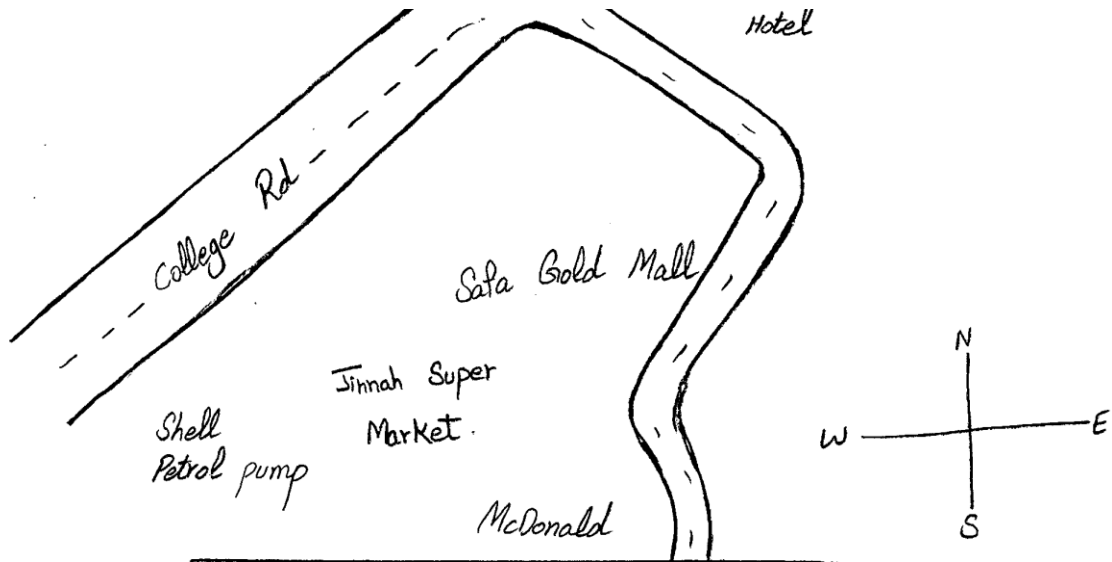 Hotel
College Rd
Safa Gold Mall
Jinnah Super
Market.
Shell
Petrol pump
McDonald
N
W
E
S